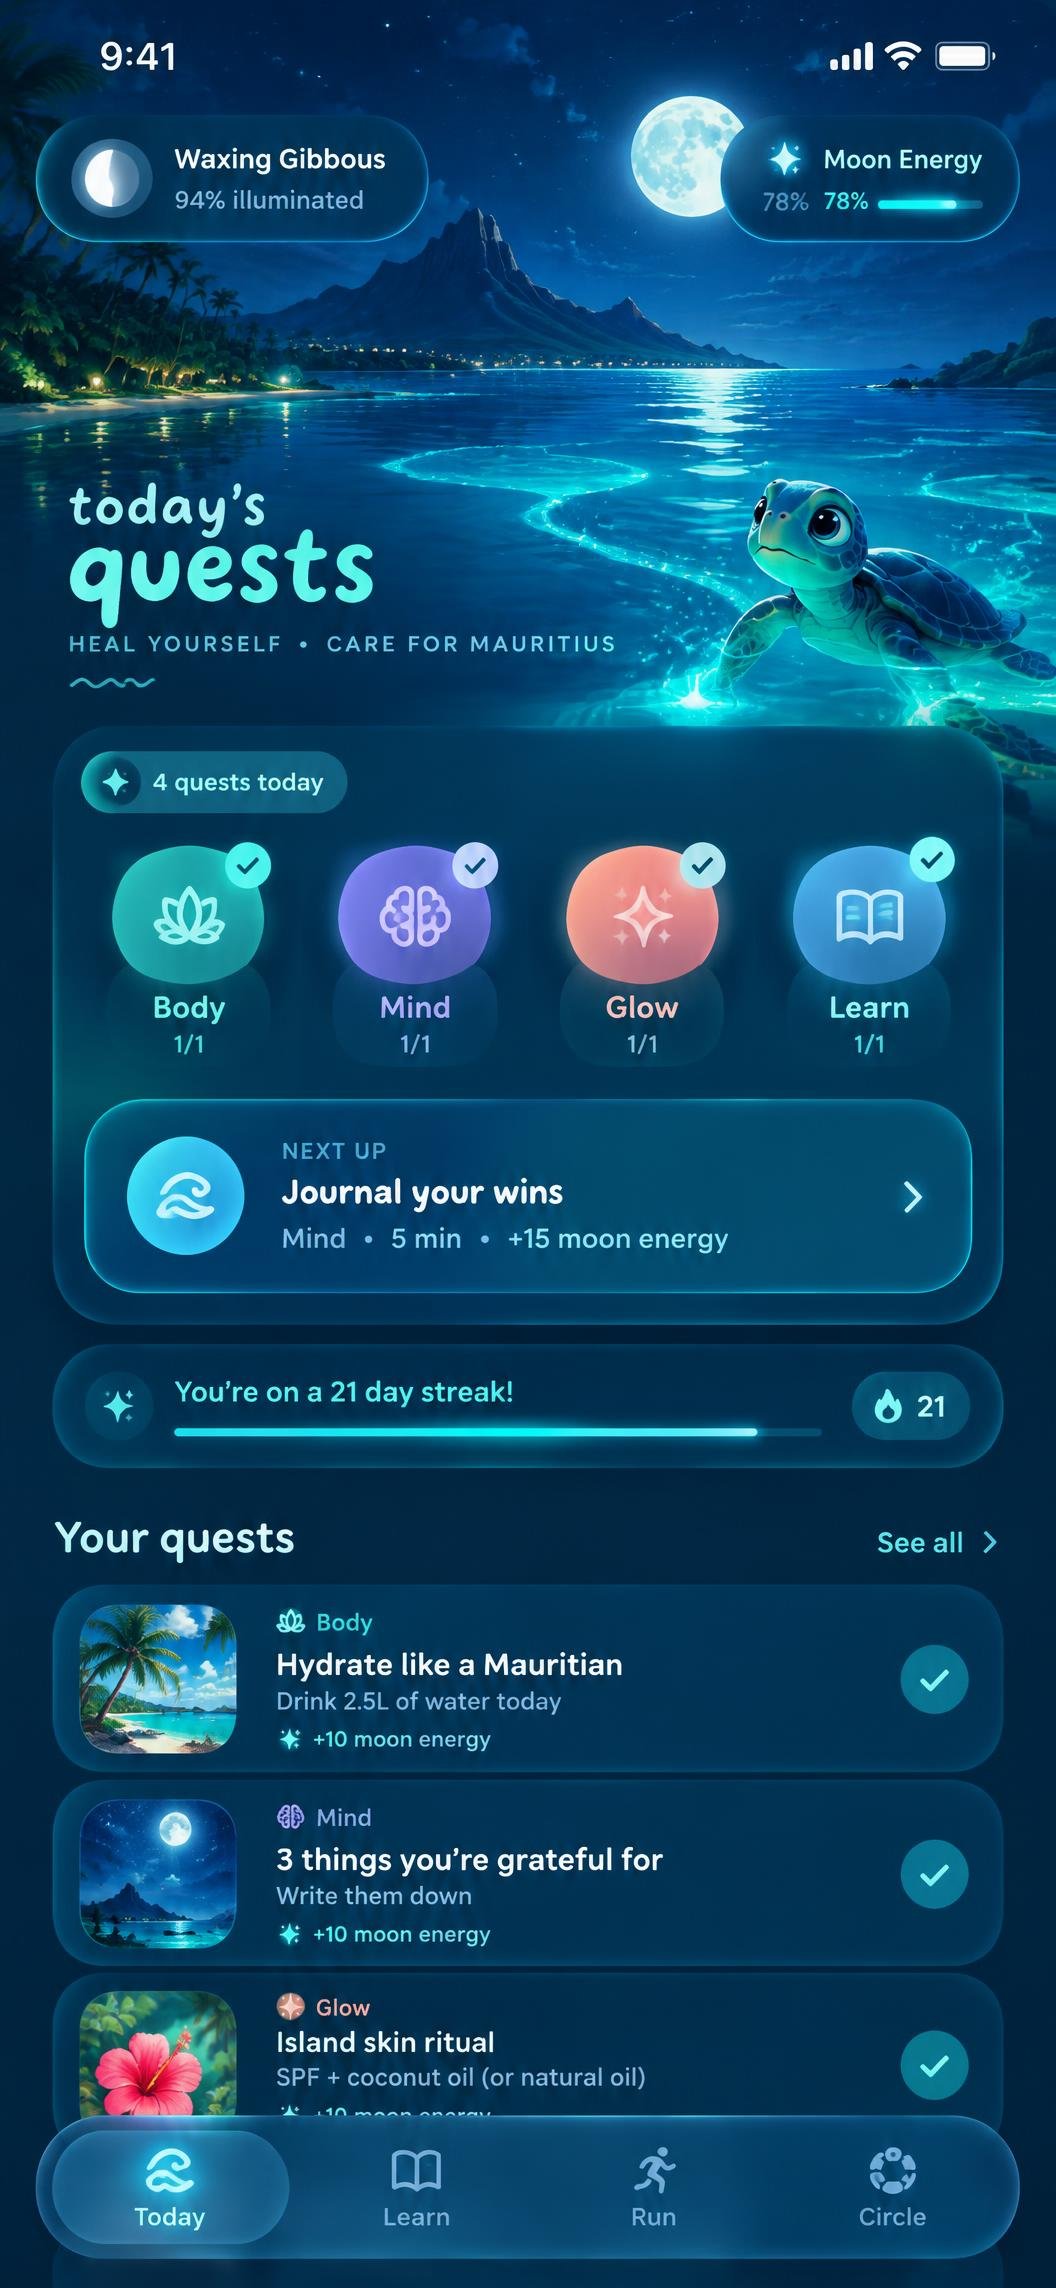 9:41
Waxing Gibbous
94% illuminated
Moon Energy
78% 78%
today's
quests
HEAL YOURSELF • CARE FOR MAURITIUS
4 quests today
Body
1/1
Mind
1/1
Glow
1/1
Learn
1/1
NEXT UP
Journal your wins
Mind • 5 min • +15 moon energy
You're on a 21 day streak!
21
Your quests
See all
Body
Hydrate like a Mauritian
Drink 2.5L of water today
+10 moon energy
Mind
3 things you're grateful for
Write them down
+10 moon energy
Glow
Island skin ritual
SPF + coconut oil (or natural oil)
+10 moon energy
Today
Learn
Run
Circle